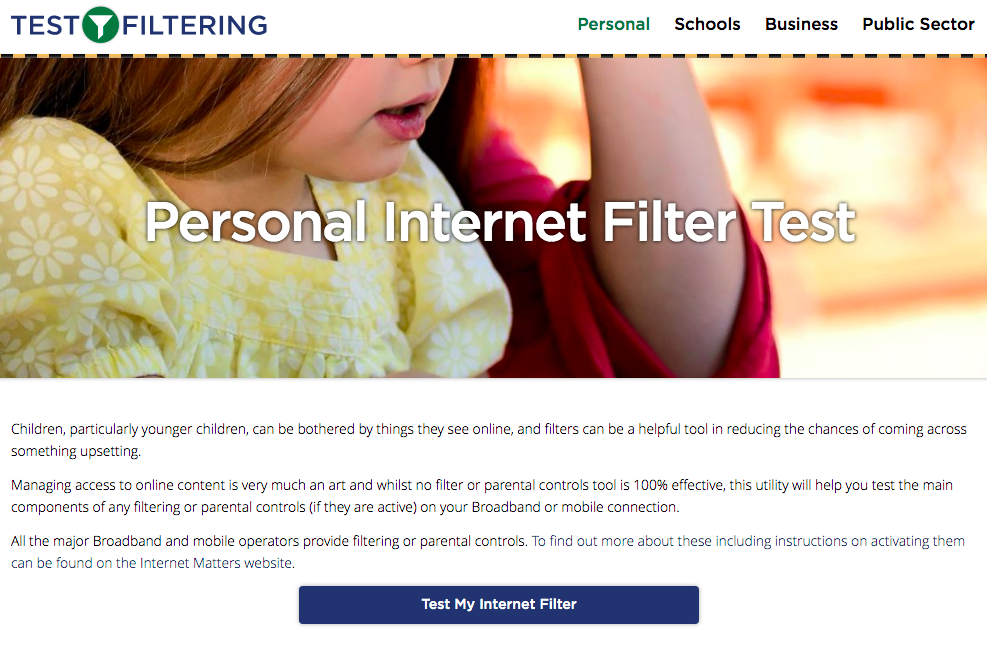 TEST FILTERING
Personal Schools Business Public Sector
Personal Internet Filter Test
Children, particularly younger children, can be bothered by things they see online, and filters can be a helpful tool in reducing the chances of coming across
something upsetting.
Managing access to online content is very much an art and whilst no filter or parental controls tool is 100% effective, this utility will help you test the main
components of any filtering or parental controls (if they are active) on your Broadband or mobile connection.
All the major Broadband and mobile operators provide filtering or parental controls. To find out more about these including instructions on activating them
can be found on the Internet Matters website.
Test My Internet Filter